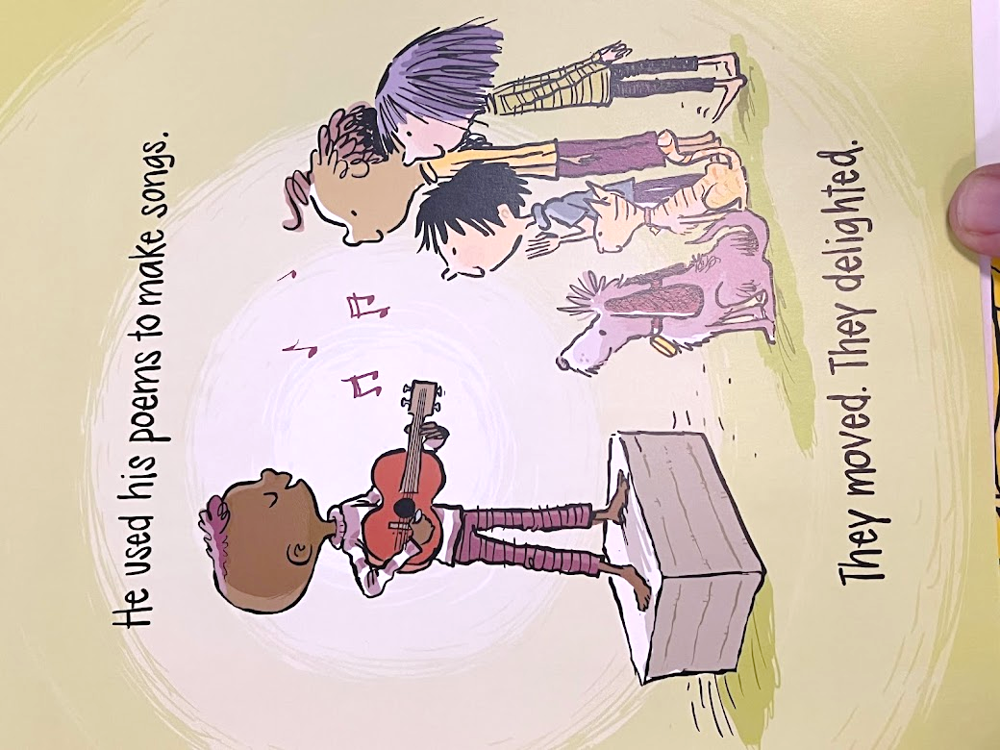 He used his poems to make songs.
They moved. They delighted.